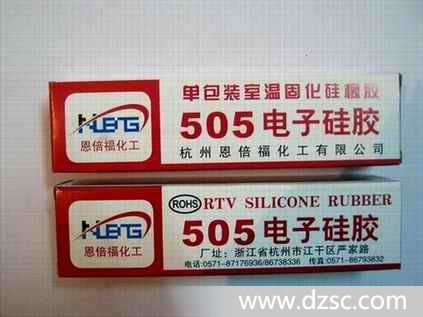 单包装室温固化硅橡胶
505电子硅胶
恩倍福化工
杭州恩倍福化工有限公司
ROHS RTV SILICONE RUBBER
505电子硅胶
恩倍福化工
厂址:浙江省杭州市江干区严家路
电话:0571-87176936/86738336 传真:0571-86793832
www.dzsc.com